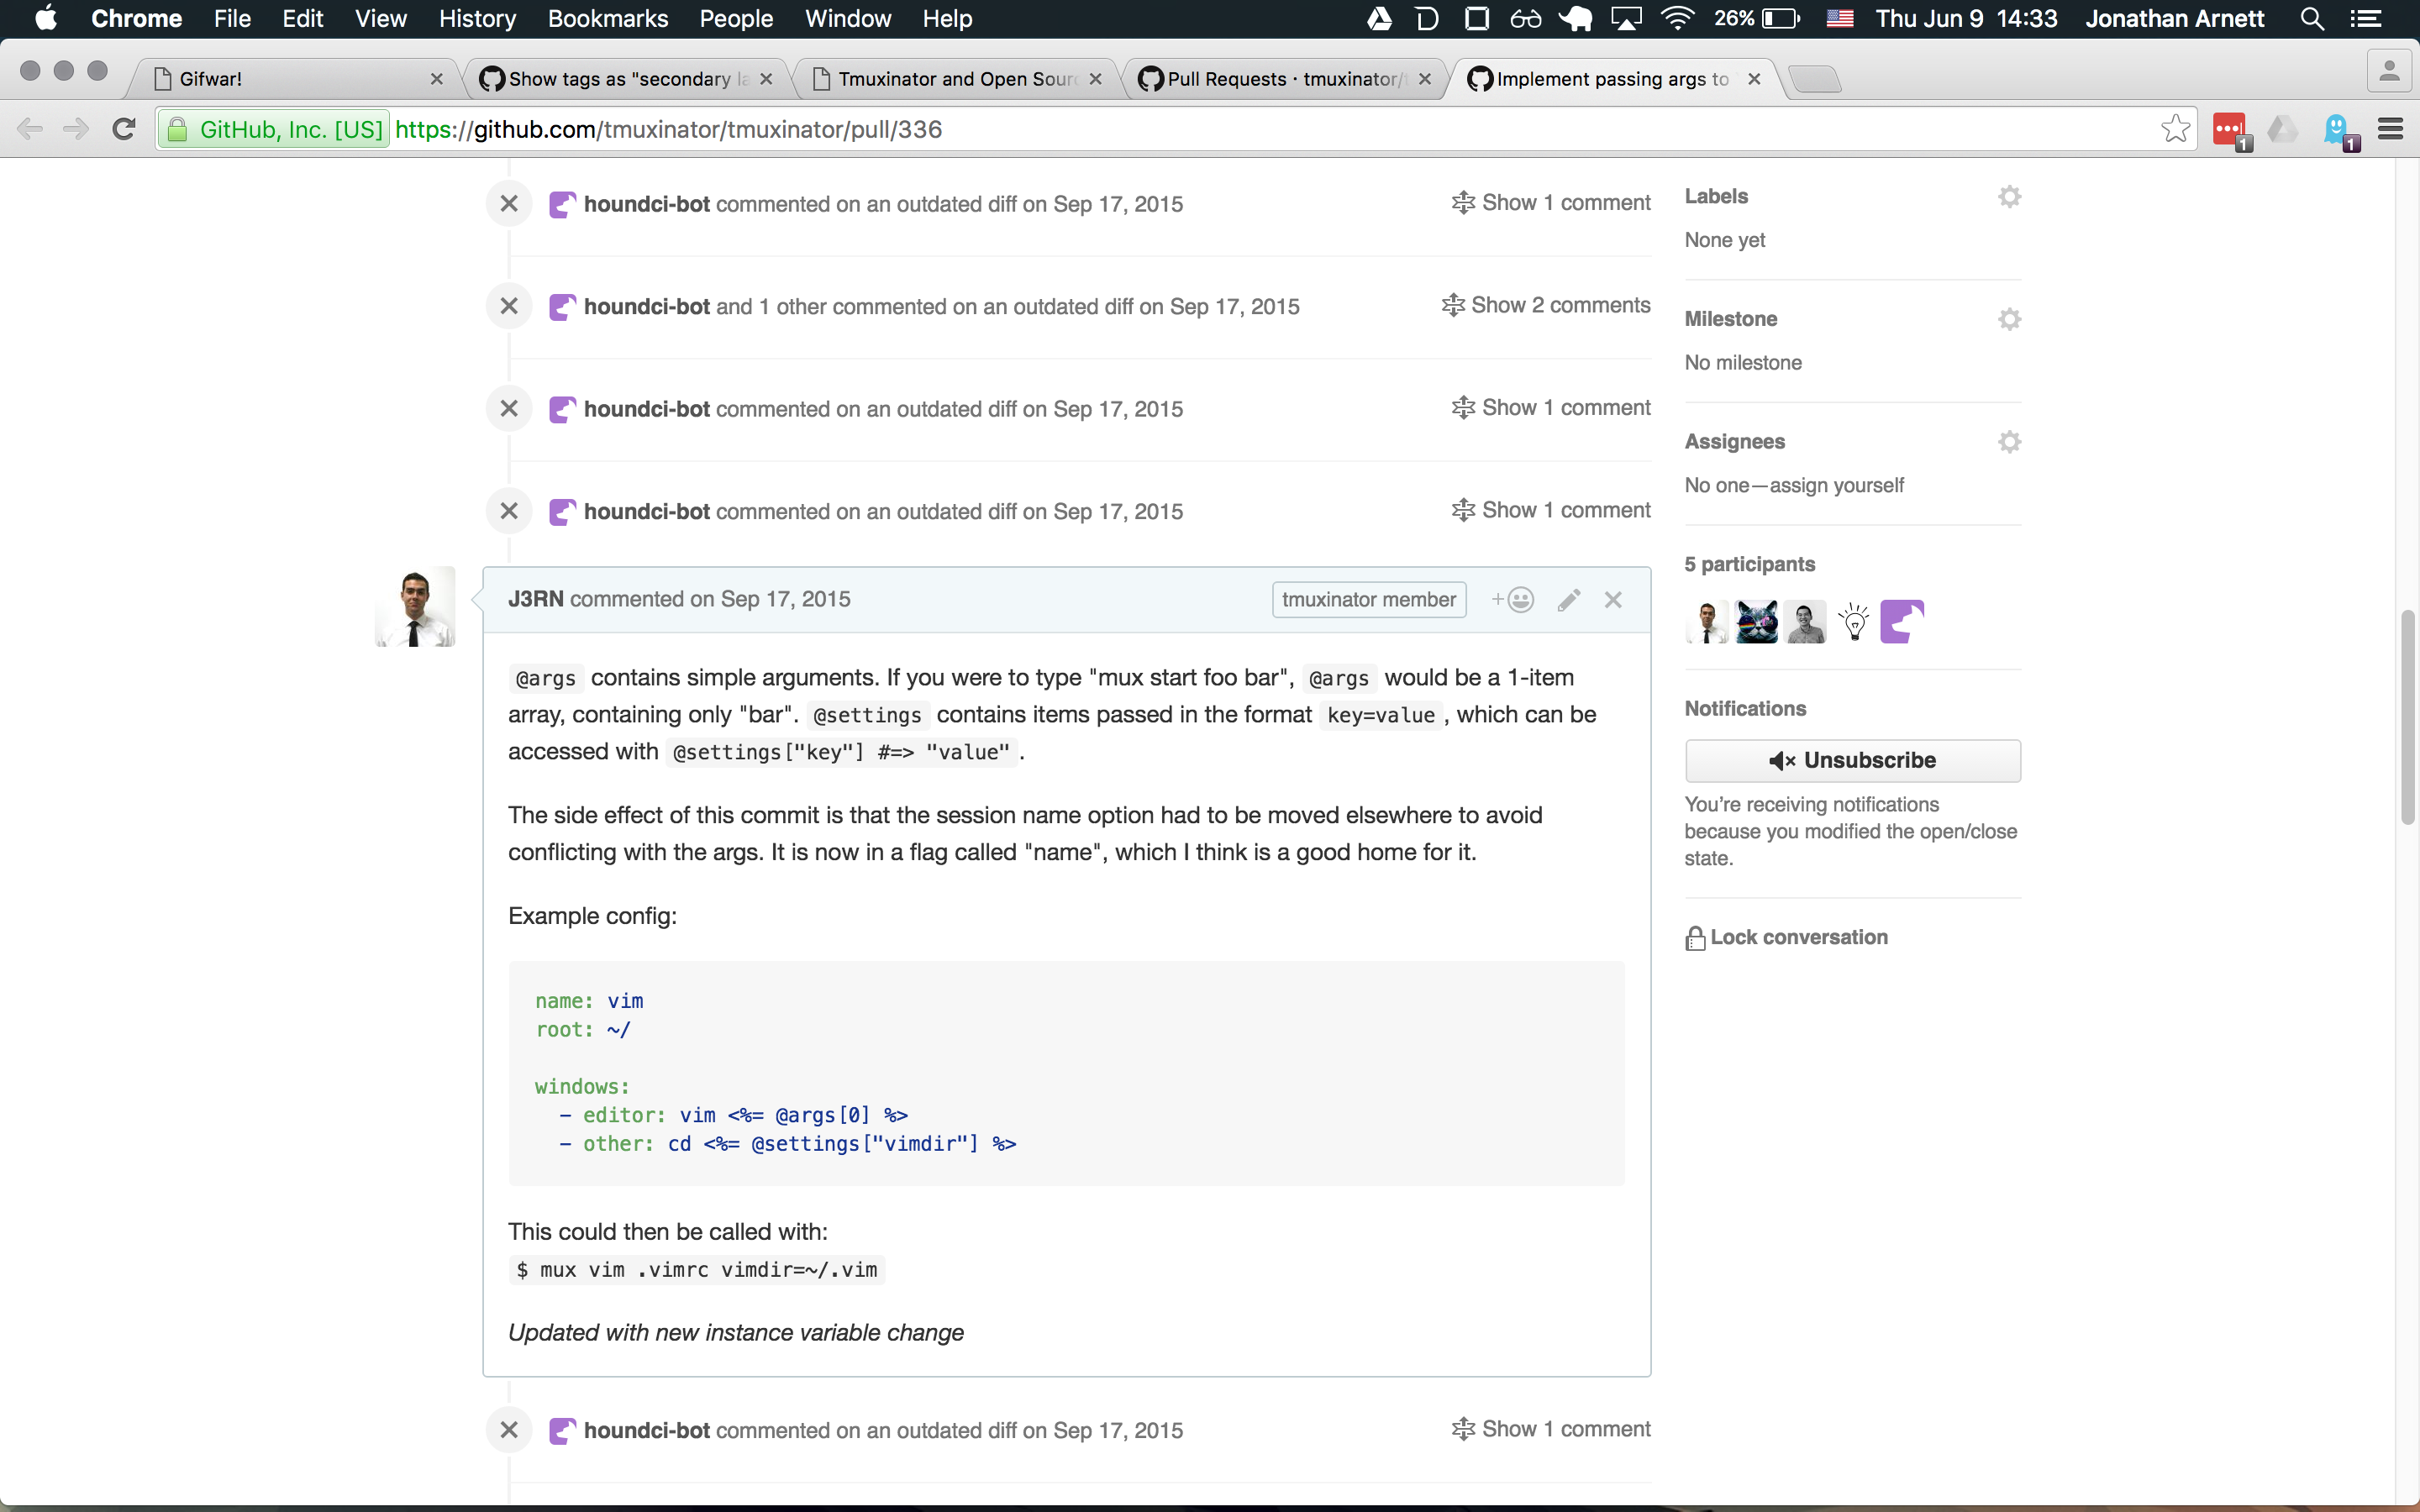 Chrome File Edit View History Bookmarks People Window Help 26% Thu Jun 9 14:33 Jonathan Arnett
Gifwar! Show tags as "secondary la Tmuxinator and Open Sourc Pull Requests · tmuxinator/t Implement passing args to
GitHub, Inc. [US] https://github.com/tmuxinator/tmuxinator/pull/336 1 1
houndci-bot commented on an outdated diff on Sep 17, 2015 Show 1 comment
houndci-bot and 1 other commented on an outdated diff on Sep 17, 2015 Show 2 comments
houndci-bot commented on an outdated diff on Sep 17, 2015 Show 1 comment
houndci-bot commented on an outdated diff on Sep 17, 2015 Show 1 comment
J3RN commented on Sep 17, 2015 tmuxinator member
@args contains simple arguments. If you were to type "mux start foo bar", @args would be a 1-item
array, containing only "bar". @settings contains items passed in the format key=value , which can be
accessed with @settings["key"] #=> "value" .
The side effect of this commit is that the session name option had to be moved elsewhere to avoid
conflicting with the args. It is now in a flag called "name", which I think is a good home for it.
Example config:
name: vim
root: ~/
windows:
- editor: vim <%= @args[0] %>
- other: cd <%= @settings["vimdir"] %>
This could then be called with:
$ mux vim .vimrc vimdir=~/.vim
Updated with new instance variable change
houndci-bot commented on an outdated diff on Sep 17, 2015 Show 1 comment
Labels
None yet
Milestone
No milestone
Assignees
No one—assign yourself
5 participants
Notifications
Unsubscribe
You’re receiving notifications
because you modified the open/close
state.
Lock conversation